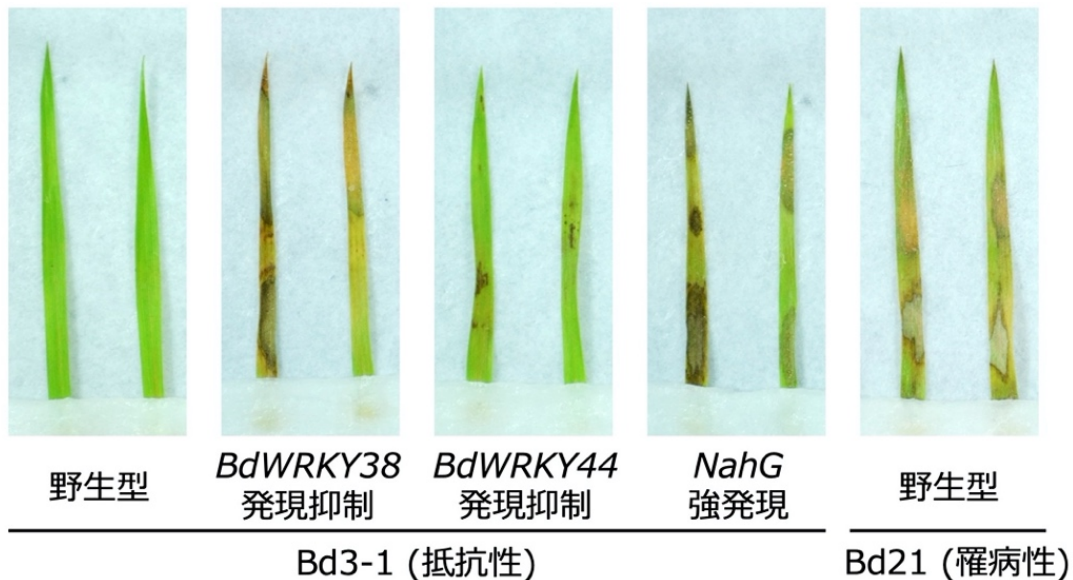 野生型
BdWRKY38
発現抑制
BdWRKY44
発現抑制
NahG
強発現
野生型
Bd3-1 (抵抗性)
Bd21 (罹病性)